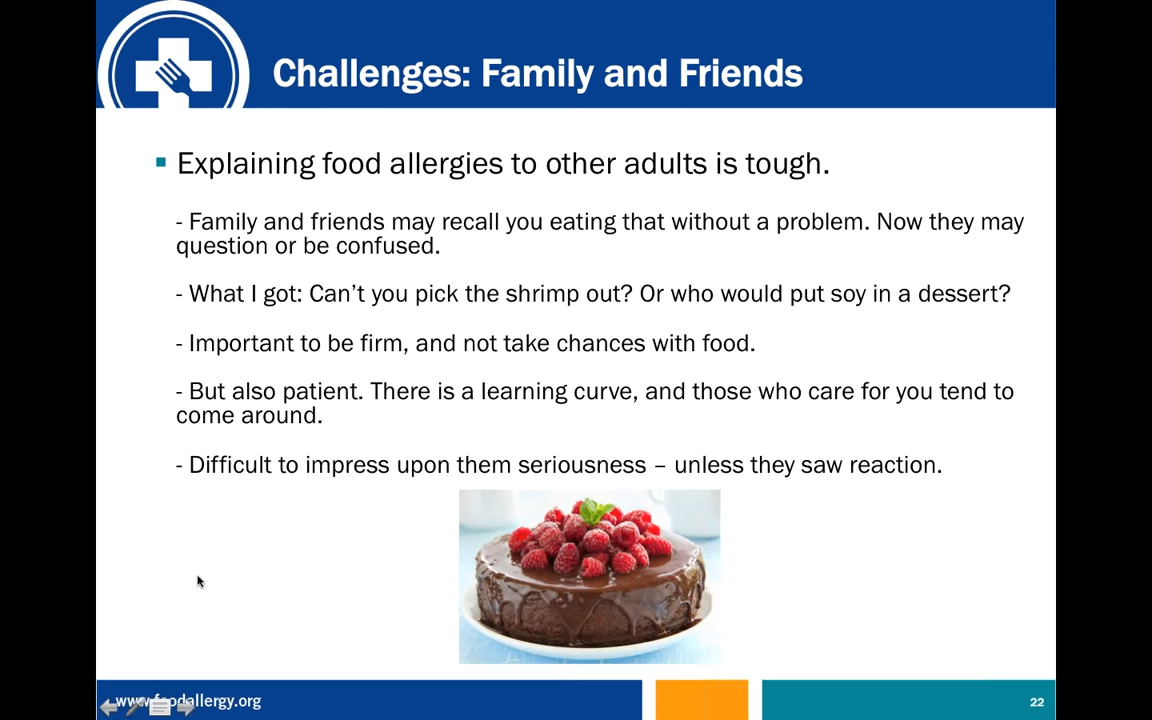 Challenges: Family and Friends
Explaining food allergies to other adults is tough.
- Family and friends may recall you eating that without a problem. Now they may
question or be confused.
- What I got: Can’t you pick the shrimp out? Or who would put soy in a dessert?
- Important to be firm, and not take chances with food.
- But also patient. There is a learning curve, and those who care for you tend to
come around.
- Difficult to impress upon them seriousness – unless they saw reaction.
www.foodallergy.org
22